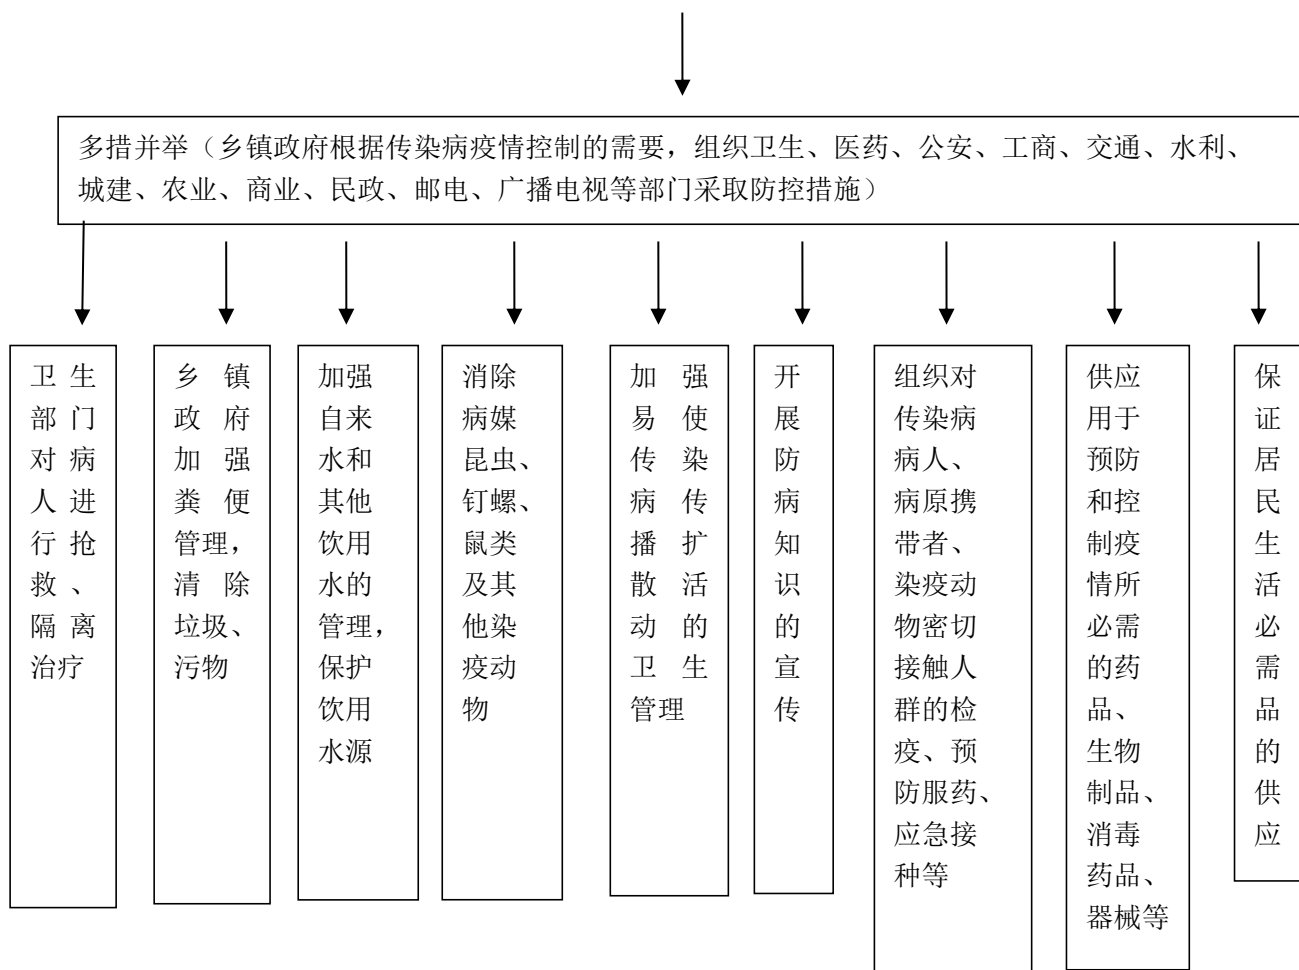 多措并举（乡镇政府根据传染病疫情控制的需要，组织卫生、医药、公安、工商、交通、水利、
城建、农业、商业、民政、邮电、广播电视等部门采取防控措施）
卫生
部门
对病
人进
行抢
救、
隔离
治疗
乡镇
政府
加强
粪便
管理，
清除
垃圾、
污物
加强
自来
水和
其他
饮用
水的
管理，
保护
饮用
水源
消除
病媒
昆虫、
钉螺、
鼠类
及其
他染
疫动
物
加强
易使
传染
病传
播扩
散活
动的
卫生
管理
开
展
防
病
知
识
的
宣
传
组织对
传染病
病人、
病原携
带者、
染疫动
物密切
接触人
群的检
疫、预
防服药、
应急接
种等
供应
用于
预防
和控
制疫
情所
必需
的药
品、
生物
制品、
消毒
药品、
器械等
保
证
居
民
生
活
必
需
品
的
供
应